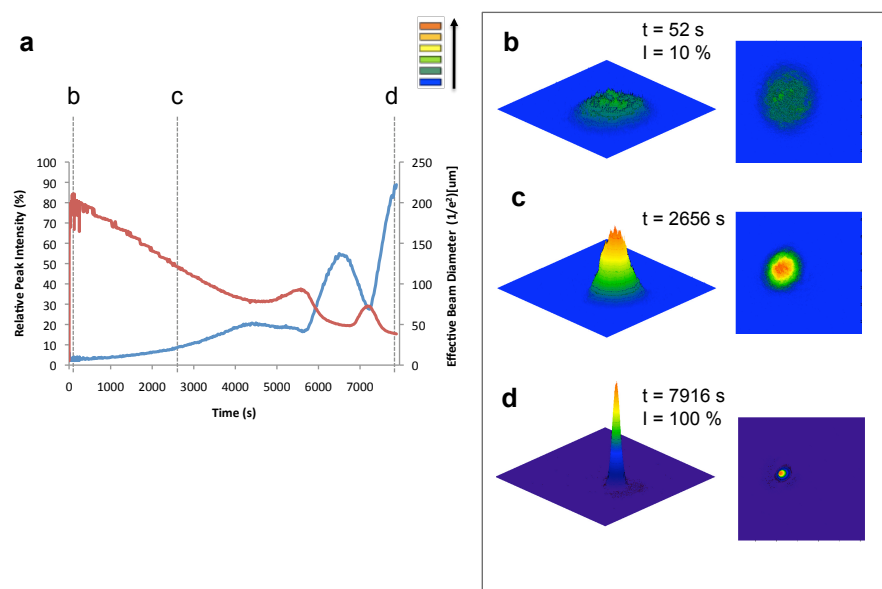 a
b
c
d
100
90
80
70
60
50
40
30
20
10
0
Relative Peak Intensity (%)
250
200
150
100
50
0
Effective Beam Diameter (1/e²)[um]
0 1000 2000 3000 4000 5000 6000 7000
Time (s)
b
t = 52 s
I = 10 %
c
t = 2656 s
d
t = 7916 s
I = 100 %